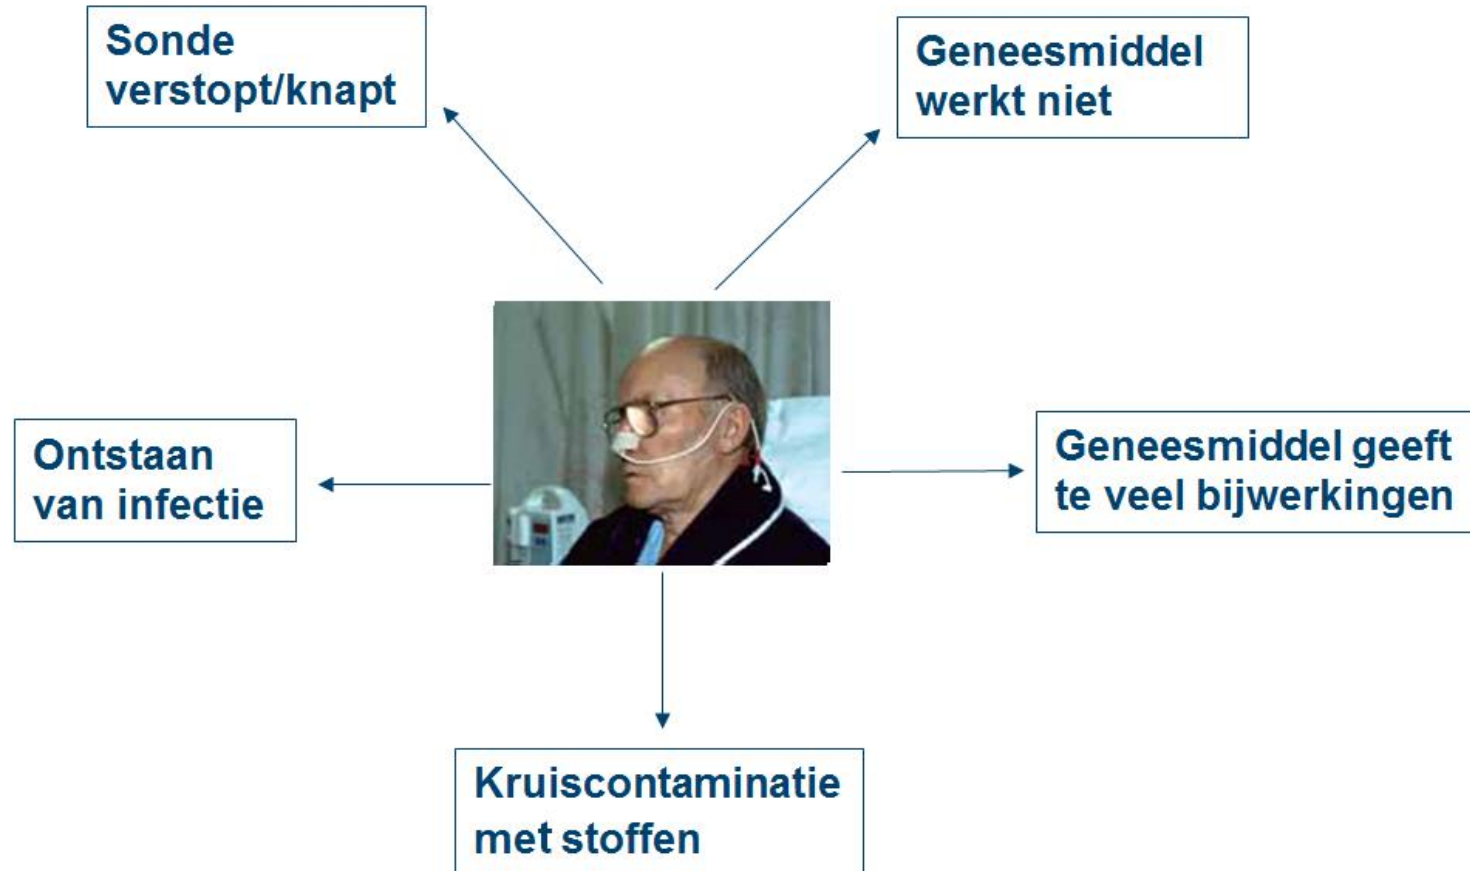 Sonde
verstopt/knapt
Geneesmiddel
werkt niet
Ontstaan
van infectie
Geneesmiddel geeft
te veel bijwerkingen
Kruiscontaminatie
met stoffen